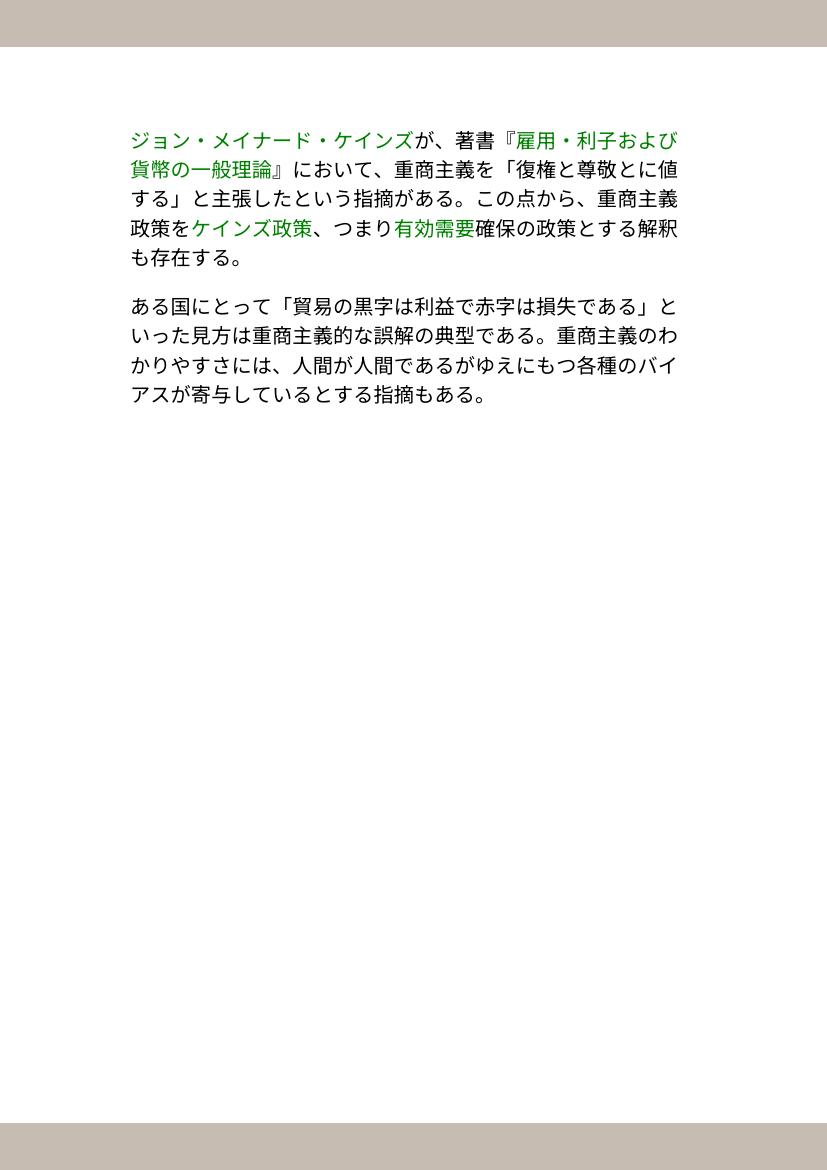 ジョン・メイナード・ケインズが、著書『雇用・利子および
貨幣の一般理論』において、重商主義を「復権と尊敬とに値
する」と主張したという指摘がある。この点から、重商主義
政策をケインズ政策、つまり有効需要確保の政策とする解釈
も存在する。
ある国にとって「貿易の黒字は利益で赤字は損失である」と
いった見方は重商主義的な誤解の典型である。重商主義のわ
かりやすさには、人間が人間であるがゆえにもつ各種のバイ
アスが寄与しているとする指摘もある。